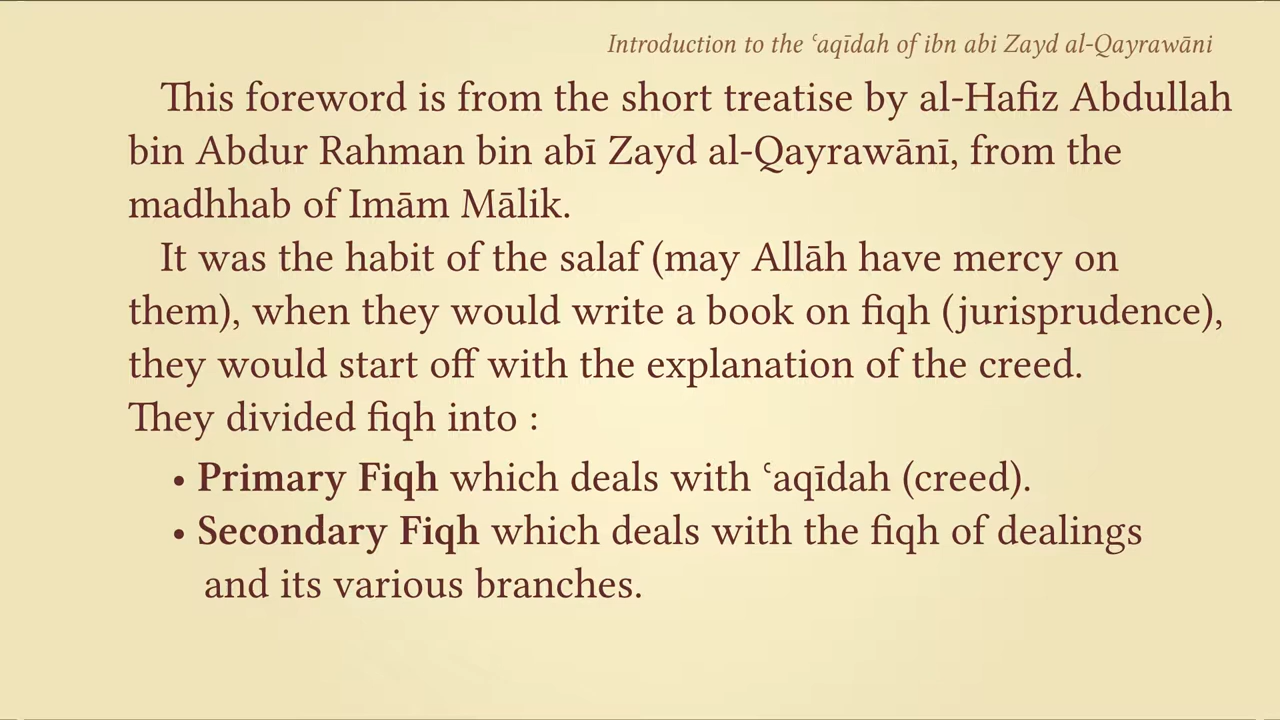 Introduction to the ʿaqīdah of ibn abi Zayd al-Qayrawāni
This foreword is from the short treatise by al-Hafiz Abdullah
bin Abdur Rahman bin abī Zayd al-Qayrawānī, from the
madhhab of Imām Mālik.
It was the habit of the salaf (may Allāh have mercy on
them), when they would write a book on fiqh (jurisprudence),
they would start off with the explanation of the creed.
They divided fiqh into :
• Primary Fiqh which deals with ʿaqīdah (creed).
• Secondary Fiqh which deals with the fiqh of dealings
and its various branches.